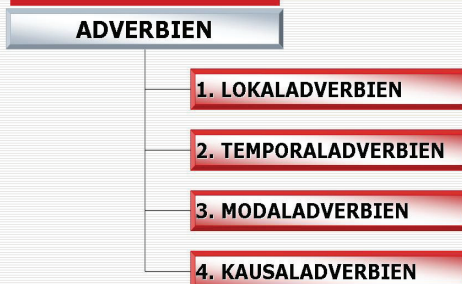 ADVERBIEN
1. LOKALADVERBIEN
2. TEMPORALADVERBIEN
3. MODALADVERBIEN
4. KAUSALADVERBIEN